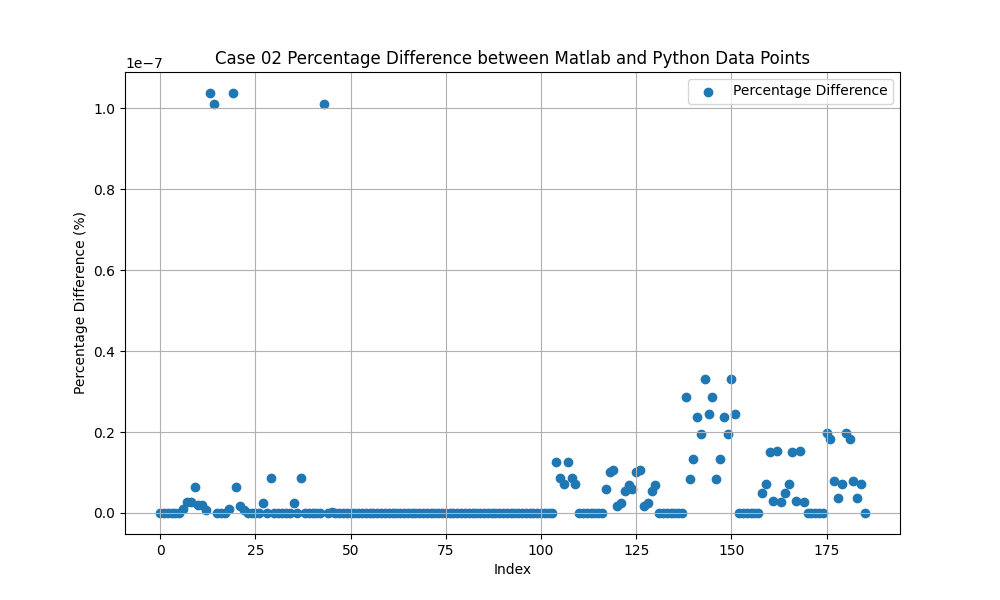 Case 02 Percentage Difference between Matlab and Python Data Points
1e−7
Percentage Difference
1.0
0.8
0.6
0.4
0.2
0.0
Percentage Difference (%)
0 25 50 75 100 125 150 175
Index